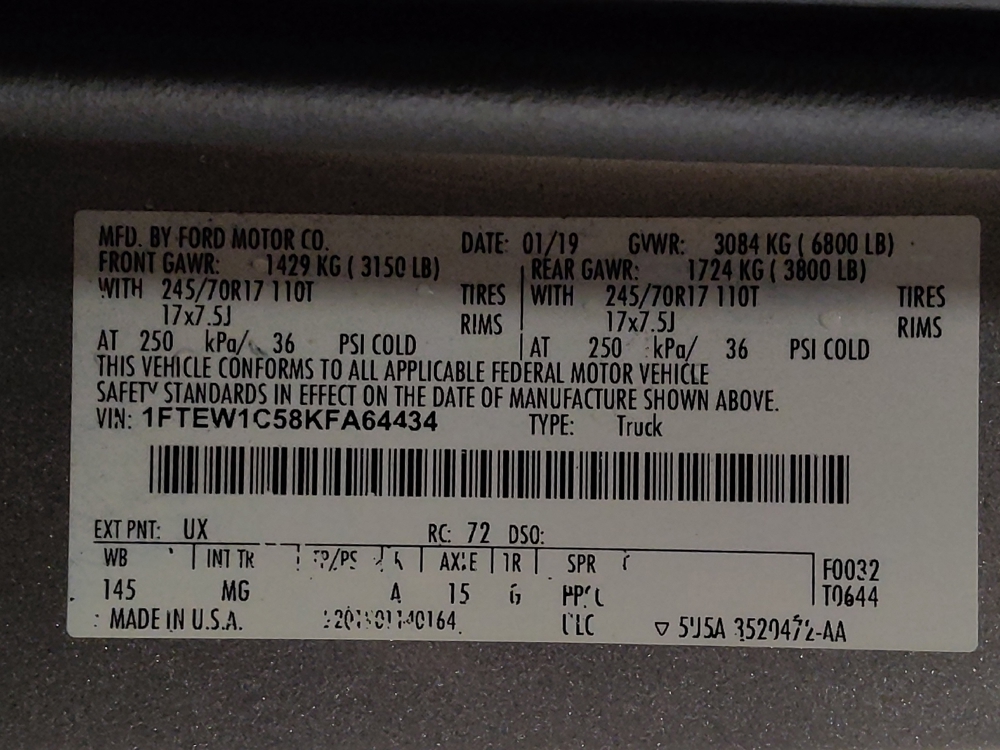 MFD. BY FORD MOTOR CO. DATE: 01/19 GVWR: 3084 KG ( 6800 LB)
FRONT GAWR: 1429 KG ( 3150 LB) REAR GAWR: 1724 KG ( 3800 LB)
WITH 245/70R17 110T TIRES WITH 245/70R17 110T TIRES
17x7.5J RIMS 17x7.5J RIMS
AT 250 kPa/ 36 PSI COLD AT 250 kPa/ 36 PSI COLD
THIS VEHICLE CONFORMS TO ALL APPLICABLE FEDERAL MOTOR VEHICLE
SAFETY STANDARDS IN EFFECT ON THE DATE OF MANUFACTURE SHOWN ABOVE.
VIN: 1FTEW1C58KFA64434 TYPE: Truck
EXT PNT: UX RC: 72 DSO:
WB INT TR TP/PS R AXLE TR SPR F0032
145 MG A 15 6 T0644
MADE IN U.S.A.